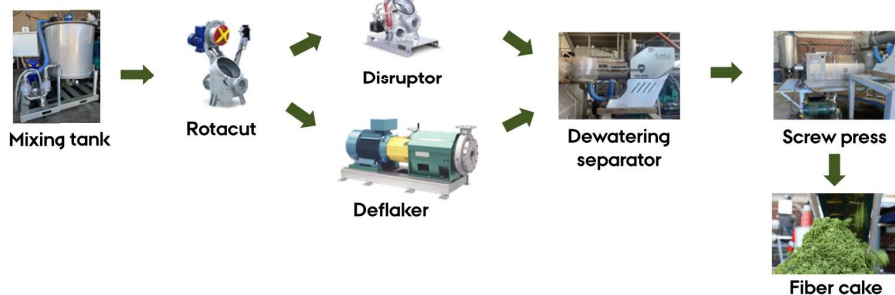 Mixing tank
Rotacut
Disruptor
Deflaker
Dewatering
separator
Screw press
Fiber cake